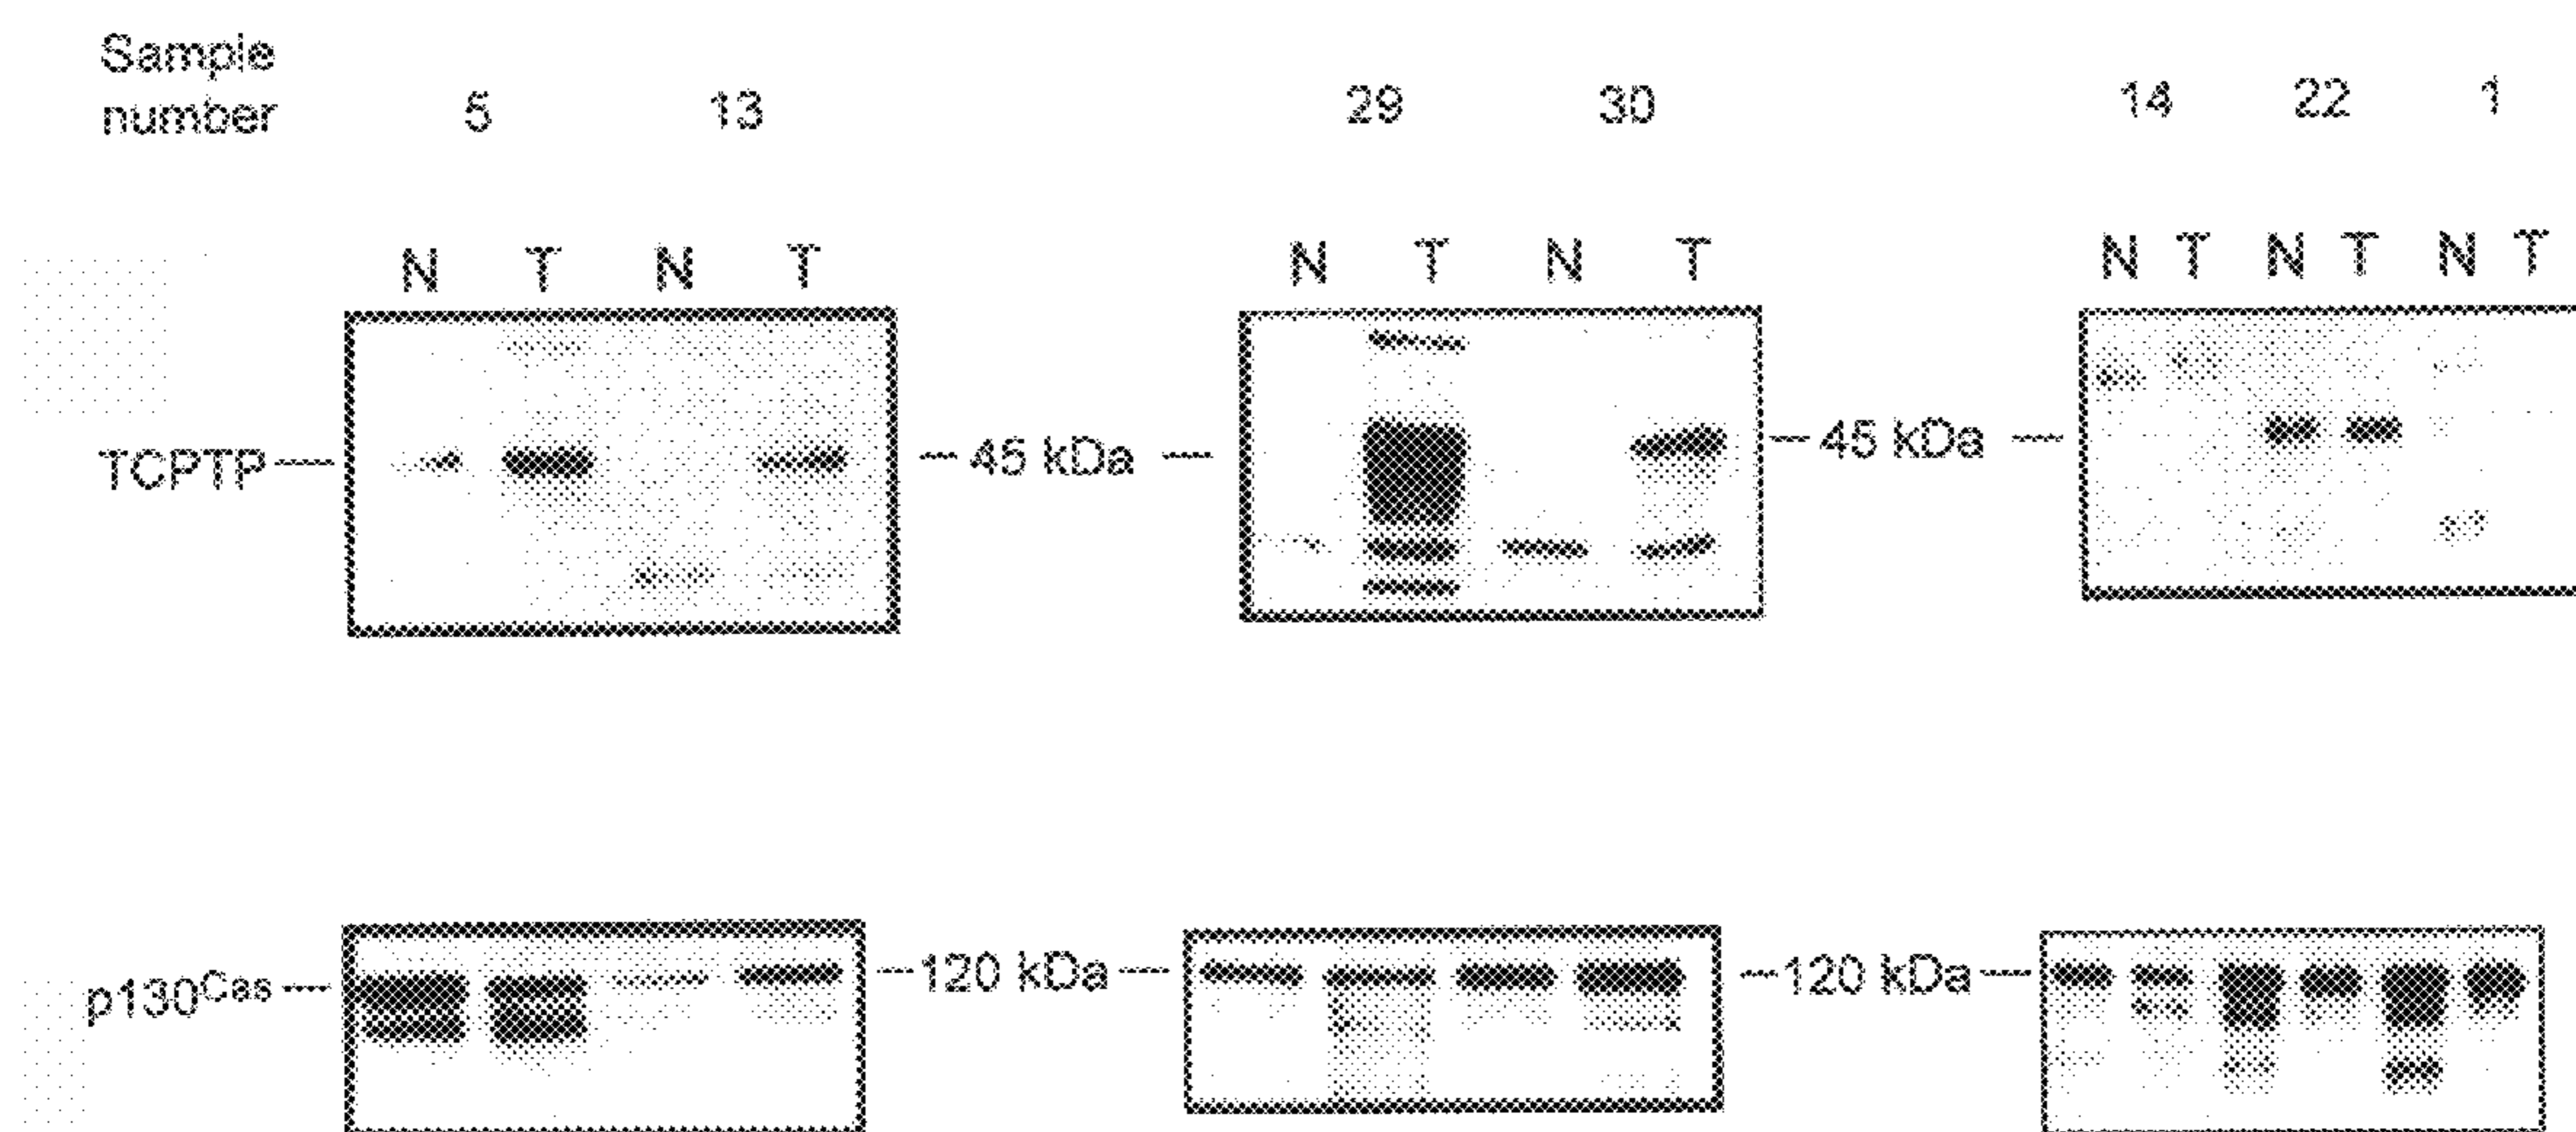 Sample
number 5 13 29 30 14 22 1
N T N T N T N T N T N T N T
TCPTP 45 kDa 45 kDa
p130Cas 120 kDa 120 kDa